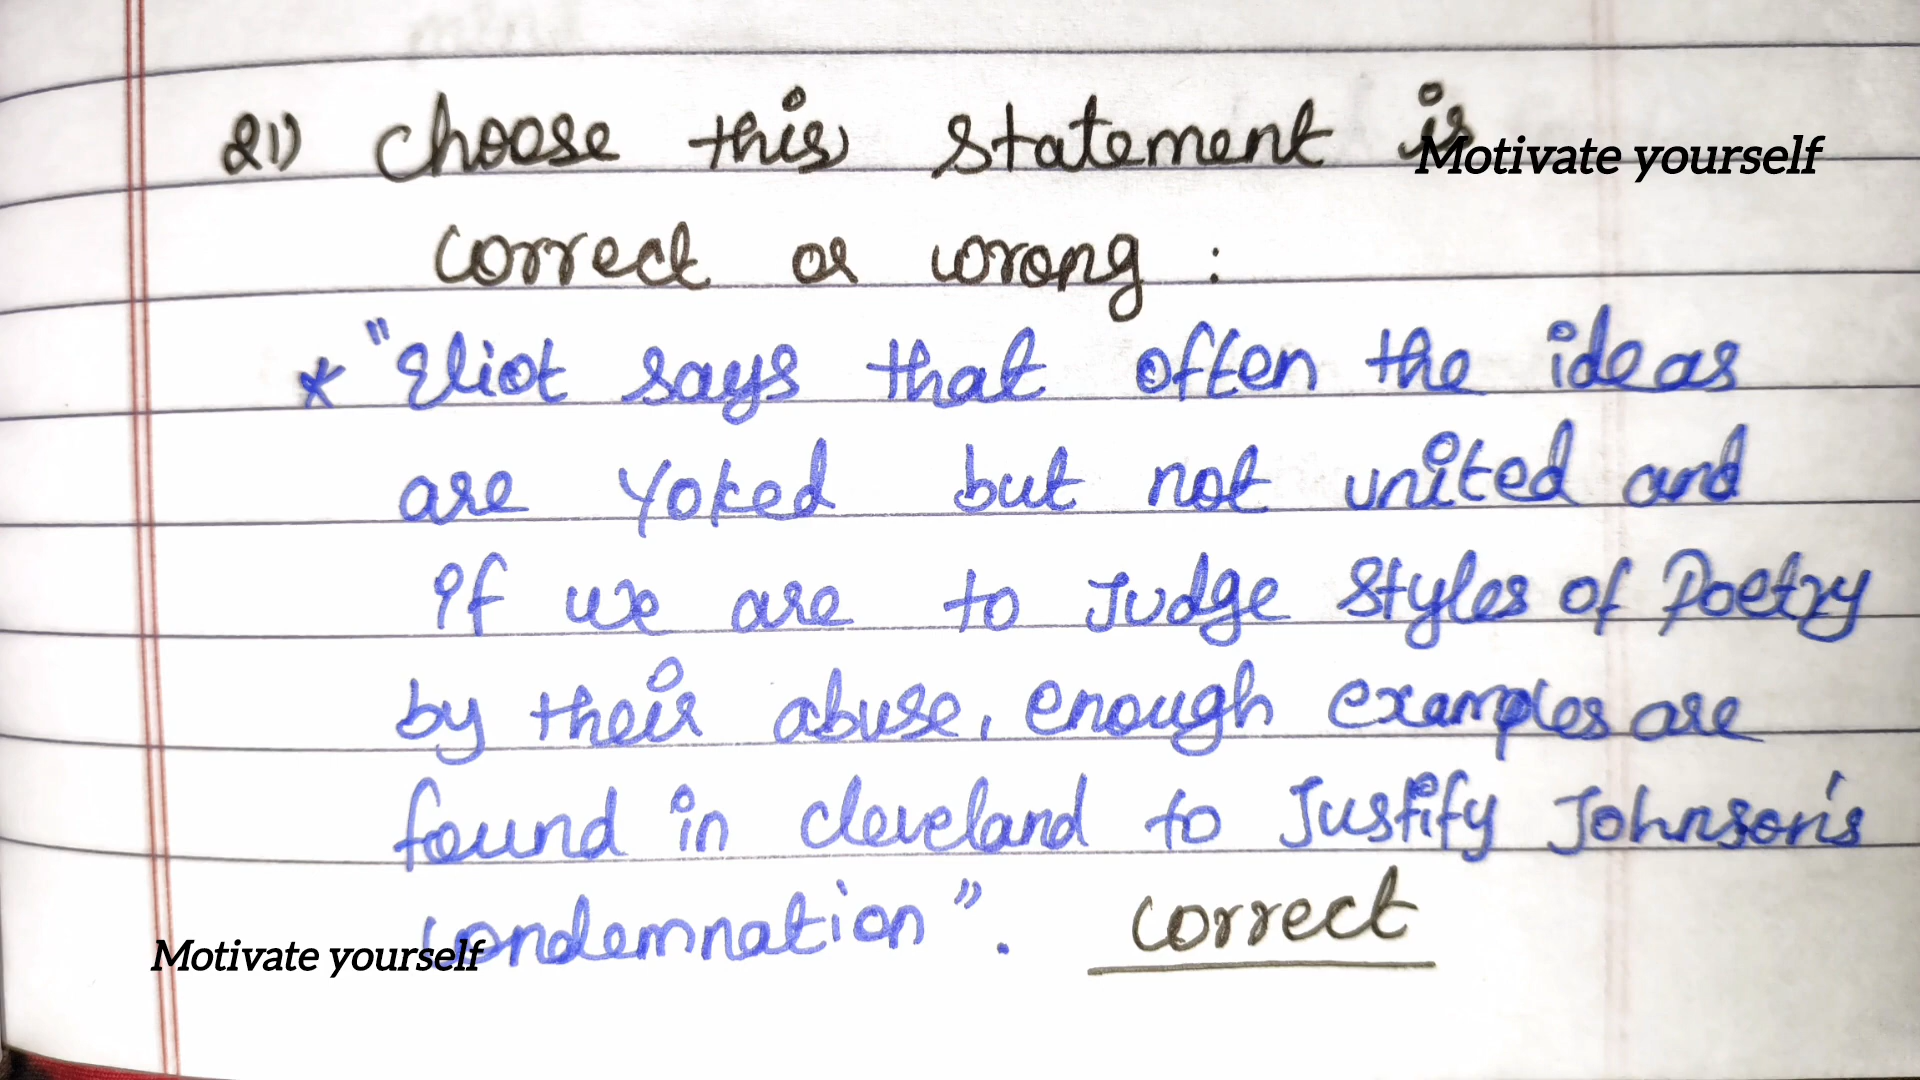 21) choose this statement is
Motivate yourself
correct or wrong :
* "Eliot says that often the ideas
are yoked but not united and
if we are to Judge styles of Poetry
by their abuse, enough examples are
found in cleveland to Justify Johnson's
condemnation". correct
Motivate yourself